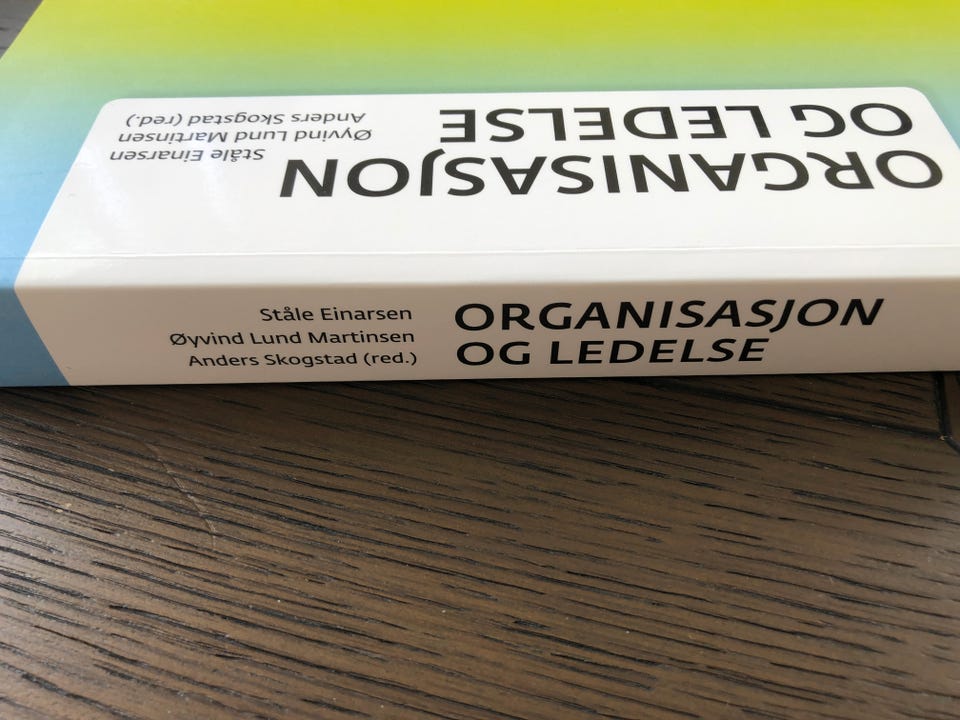 ORGANISASJON
OG LEDELSE
Ståle Einarsen
Øyvind Lund Martinsen
Anders Skogstad (red.)
Ståle Einarsen
Øyvind Lund Martinsen
Anders Skogstad (red.)
ORGANISASJON
OG LEDELSE